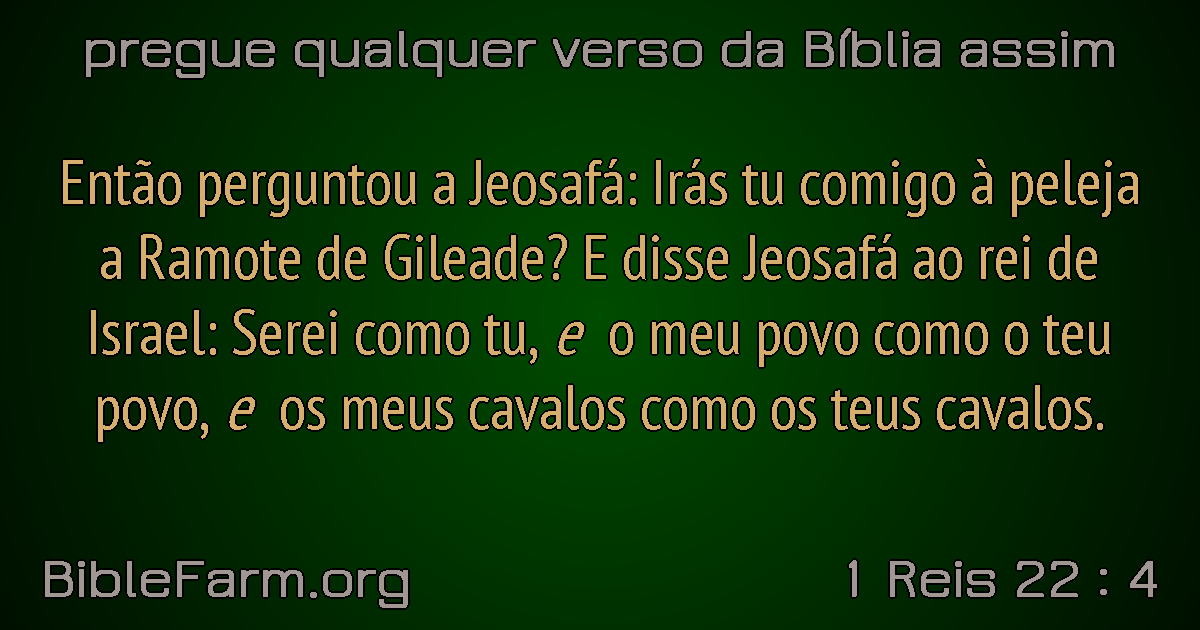 pregue qualquer verso da Bíblia assim
Então perguntou a Jeosafá: Irás tu comigo à peleja
a Ramote de Gileade? E disse Jeosafá ao rei de
Israel: Serei como tu, e o meu povo como o teu
povo, e os meus cavalos como os teus cavalos.
BibleFarm.org
1 Reis 22 : 4